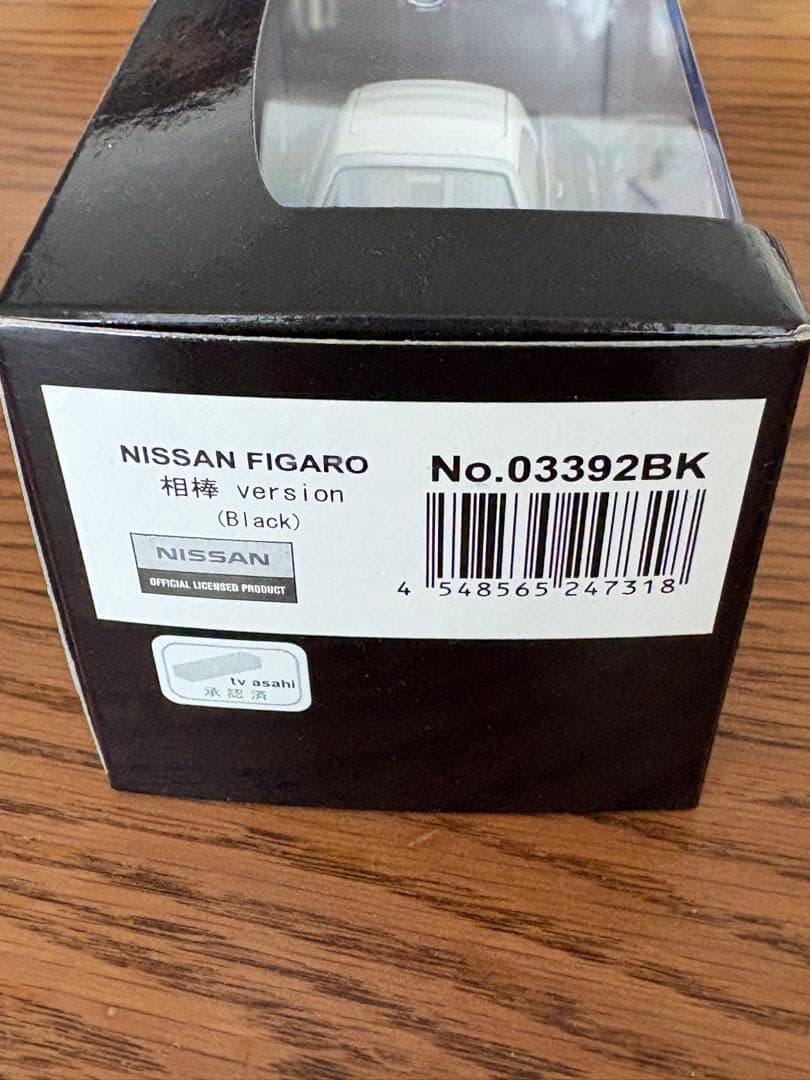 NISSAN FIGARO
相棒 version
(Black)
NISSAN
OFFICIAL LICENSED PRODUCT
No.03392BK
4 548565 247318
tv asahi
承認済